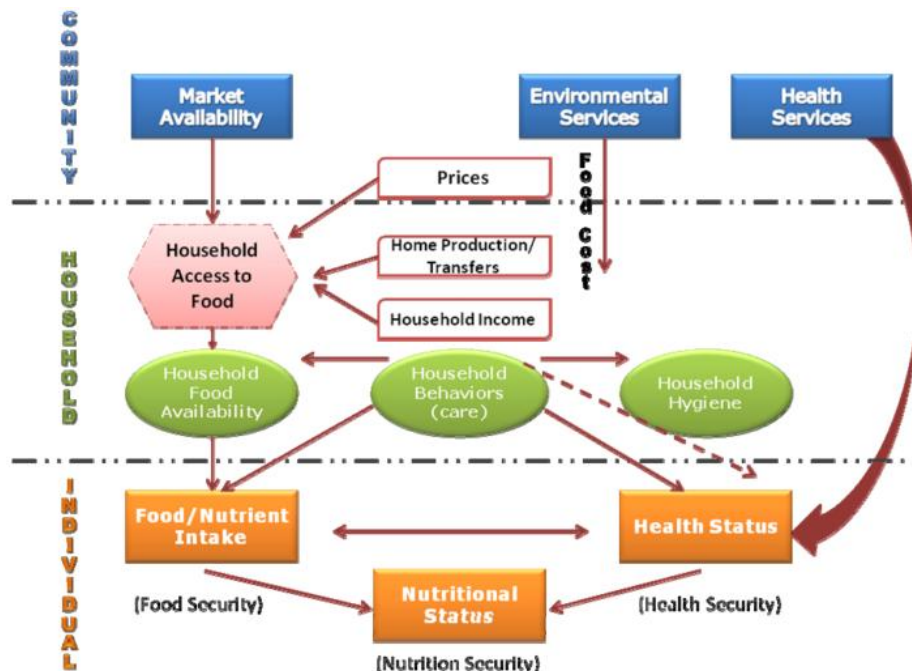 COMMUNITY
Market
Availability
Environmental
Services
Health
Services
Food Cost
Prices
HOUSEHOLD
Household
Access to
Food
Home Production/
Transfers
Household Income
Household
Food
Availability
Household
Behaviors
(care)
Household
Hygiene
INDIVIDUAL
Food/Nutrient
Intake
Health Status
(Food Security)
Nutritional
Status
(Health Security)
(Nutrition Security)